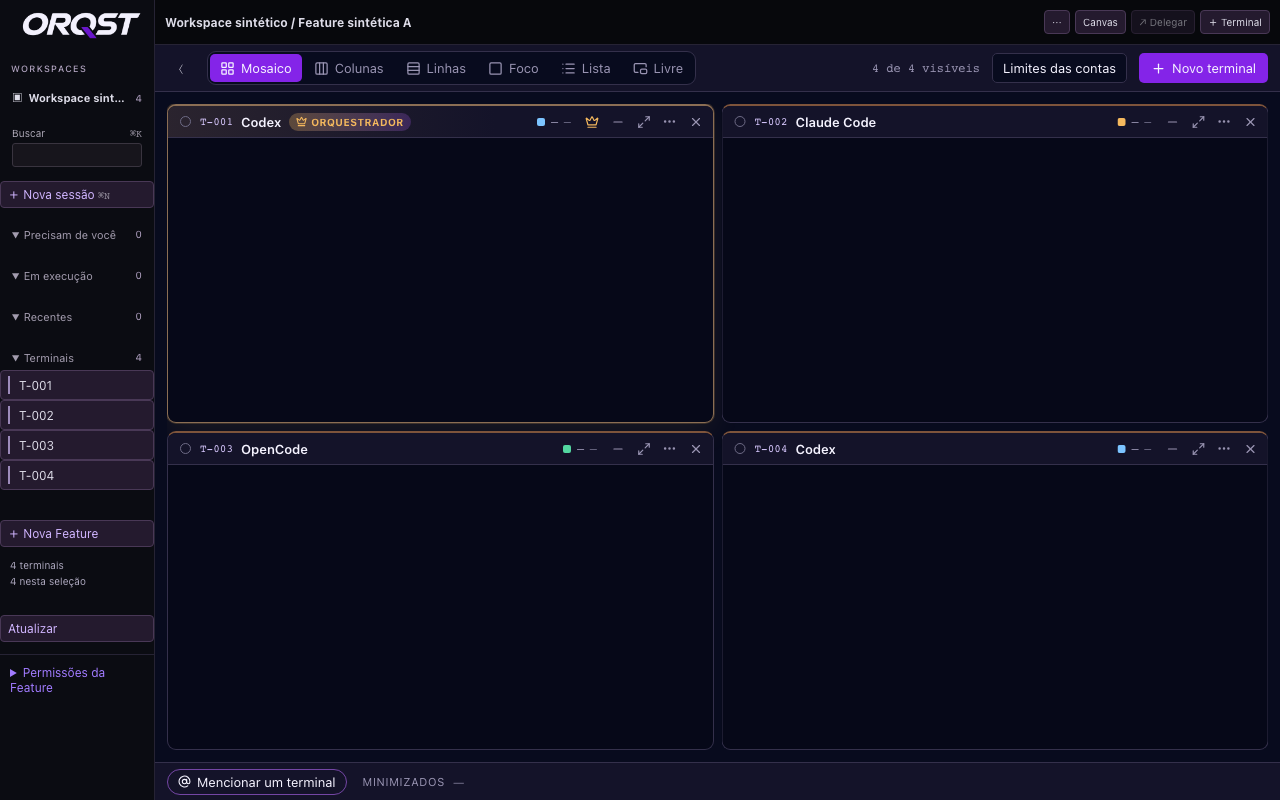 ORQST
WORKSPACES
Workspace sint... 4
Buscar ⌘K
+ Nova sessão ⌘N
▼ Precisam de você 0
▼ Em execução 0
▼ Recentes 0
▼ Terminais 4
T-001
T-002
T-003
T-004
+ Nova Feature
4 terminais
4 nesta seleção
Atualizar
▶ Permissões da
Feature
Workspace sintético / Feature sintética A
··· Canvas ↗ Delegar + Terminal
Mosaico Colunas Linhas Foco Lista Livre 4 de 4 visíveis Limites das contas + Novo terminal
T-001 Codex ORQUESTRADOR — —
T-002 Claude Code — —
T-003 OpenCode — —
T-004 Codex — —
@ Mencionar um terminal MINIMIZADOS —